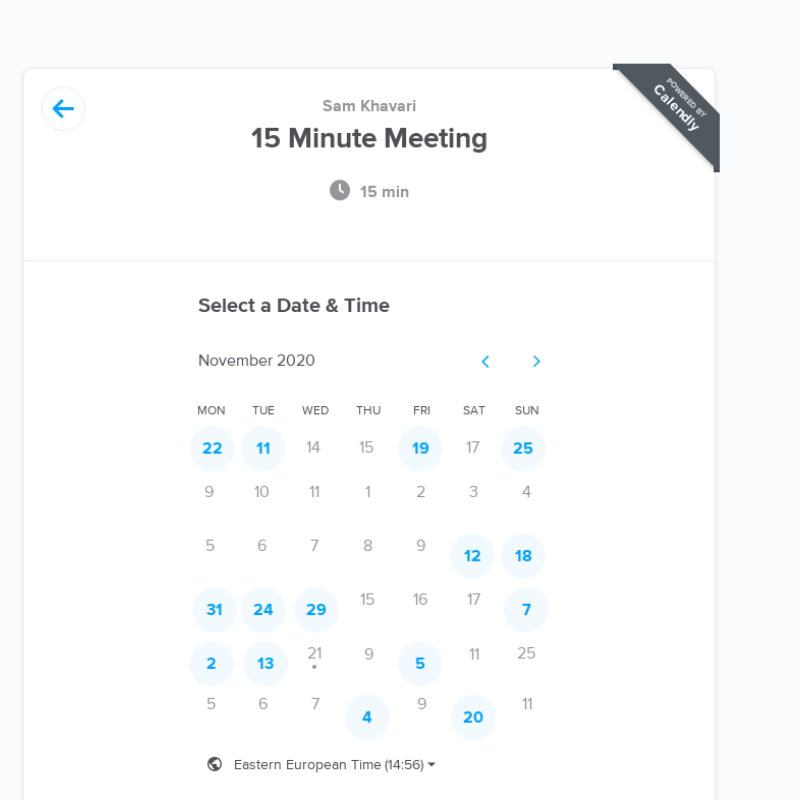 POWERED BY
Calendly
Sam Khavari
15 Minute Meeting
15 min
Select a Date & Time
November 2020
MON TUE WED THU FRI SAT SUN
22 11 14 15 19 17 25
9 10 11 1 2 3 4
5 6 7 8 9 12 18
31 24 29 15 16 17 7
2 13 21 9 5 11 25
5 6 7 4 9 20 11
Eastern European Time (14:56)